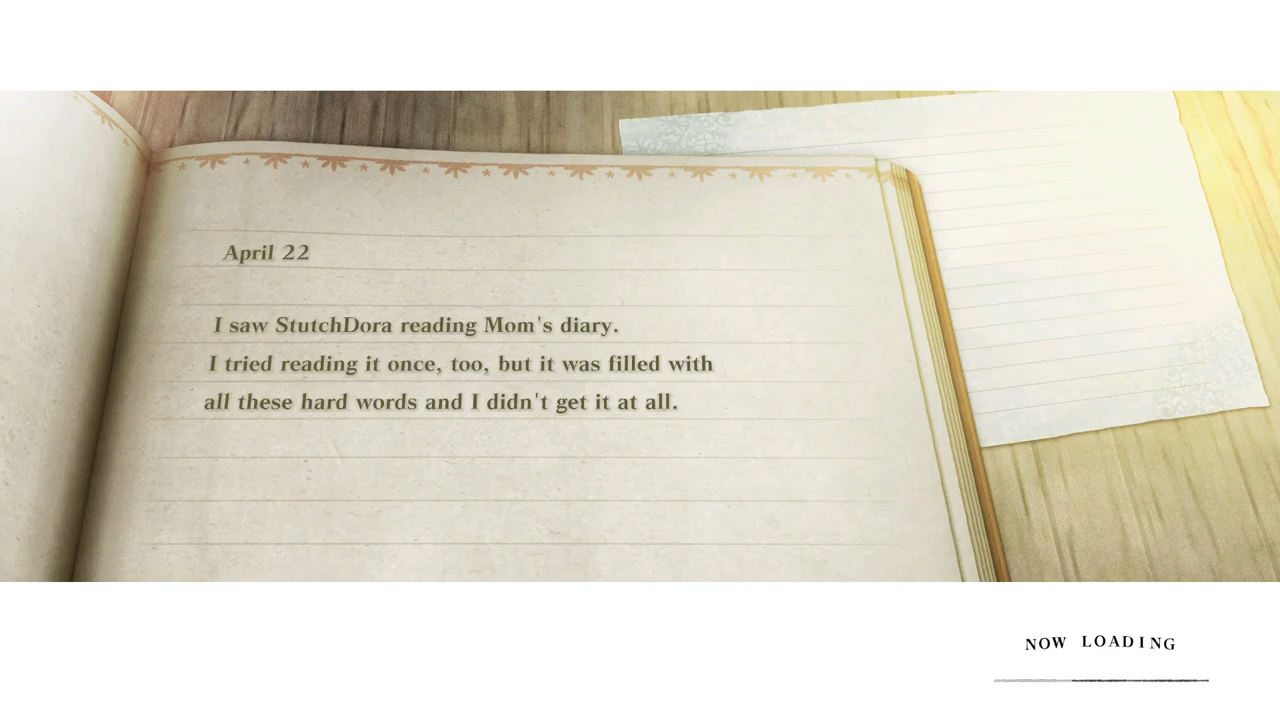 April 22
I saw StutchDora reading Mom's diary.
I tried reading it once, too, but it was filled with
all these hard words and I didn't get it at all.
NOW LOADING